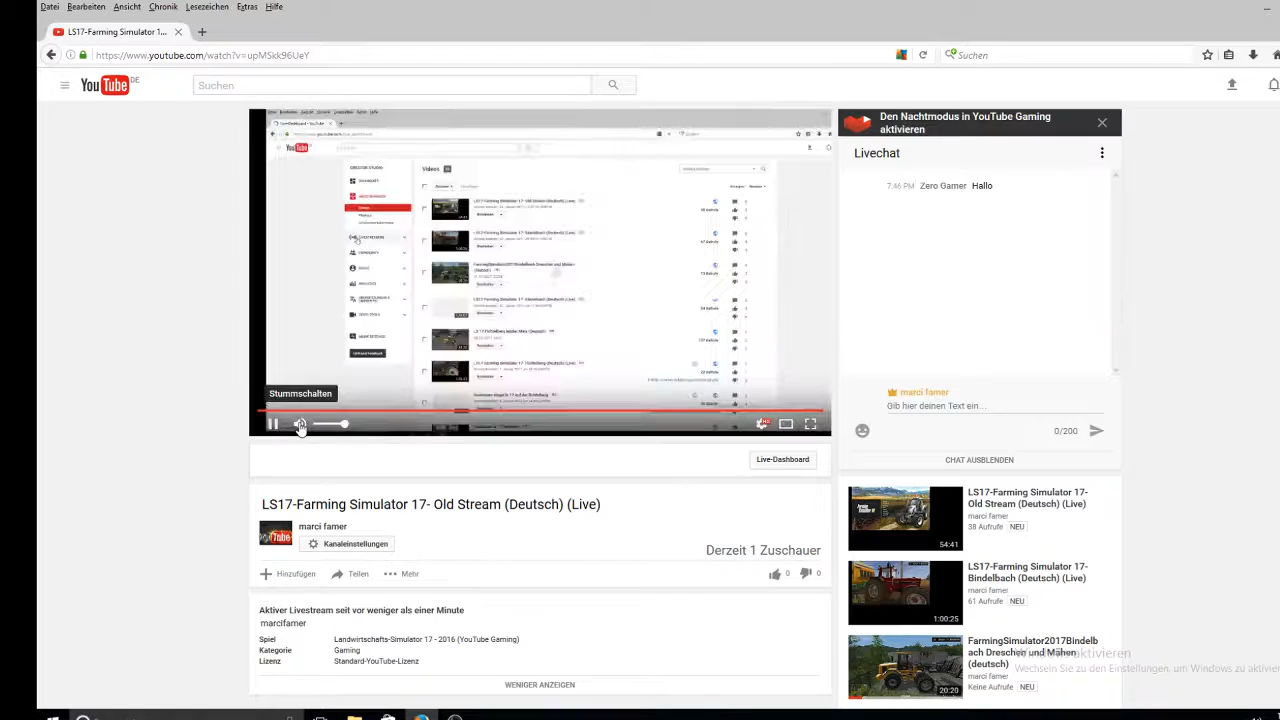 Datei Bearbeiten Ansicht Chronik Lesezeichen Extras Hilfe
LS17-Farming Simulator 1...
https://www.youtube.com/watch?v=upMSkk96UeY
Suchen
YouTube DE
Suchen
Videos
Stummschalten
Live-Dashboard
LS17-Farming Simulator 17- Old Stream (Deutsch) (Live)
marci famer
Kanaleinstellungen
Derzeit 1 Zuschauer
Hinzufügen Teilen Mehr 0 0
Aktiver Livestream seit vor weniger als einer Minute
marcifamer
Spiel Landwirtschafts-Simulator 17 - 2016 (YouTube Gaming)
Kategorie Gaming
Lizenz Standard-YouTube-Lizenz
WENIGER ANZEIGEN
Den Nachtmodus in YouTube Gaming
aktivieren
Livechat
7:46 PM Zero Gamer Hallo
marci famer
Gib hier deinen Text ein...
0/200
CHAT AUSBLENDEN
LS17-Farming Simulator 17-
Old Stream (Deutsch) (Live)
marci famer
38 Aufrufe NEU
54:41
LS17-Farming Simulator 17-
Bindelbach (Deutsch) (Live)
marci famer
61 Aufrufe NEU
1:00:25
FarmingSimulator2017Bindelb
ach Dreschen und Mähen
(deutsch)
marci famer
Keine Aufrufe NEU
20:20
Windows aktivieren
Wechseln Sie zu den Einstellungen, um Windows zu aktivier